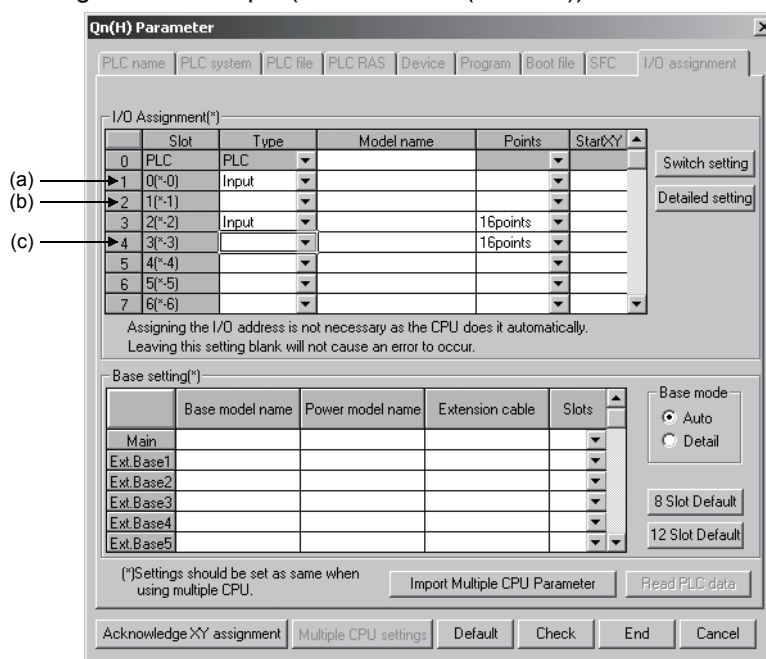 Qn(H) Parameter
PLC name PLC system PLC file PLC RAS Device Program Boot file SFC I/O assignment
I/O Assignment(*)
Slot Type Model name Points StartXY
0 PLC PLC
(a) 1 0(*-0) Input
(b) 2 1(*-1)
3 2(*-2) Input 16points
(c) 4 3(*-3) 16points
5 4(*-4)
6 5(*-5)
7 6(*-6)
Switch setting
Detailed setting
Assigning the I/O address is not necessary as the CPU does it automatically.
Leaving this setting blank will not cause an error to occur.
Base setting(*)
Base model name Power model name Extension cable Slots
Main
Ext.Base1
Ext.Base2
Ext.Base3
Ext.Base4
Ext.Base5
Base mode
Auto
Detail
8 Slot Default
12 Slot Default
(*)Settings should be set as same when
using multiple CPU.
Import Multiple CPU Parameter Read PLC data
Acknowledge XY assignment Multiple CPU settings Default Check End Cancel